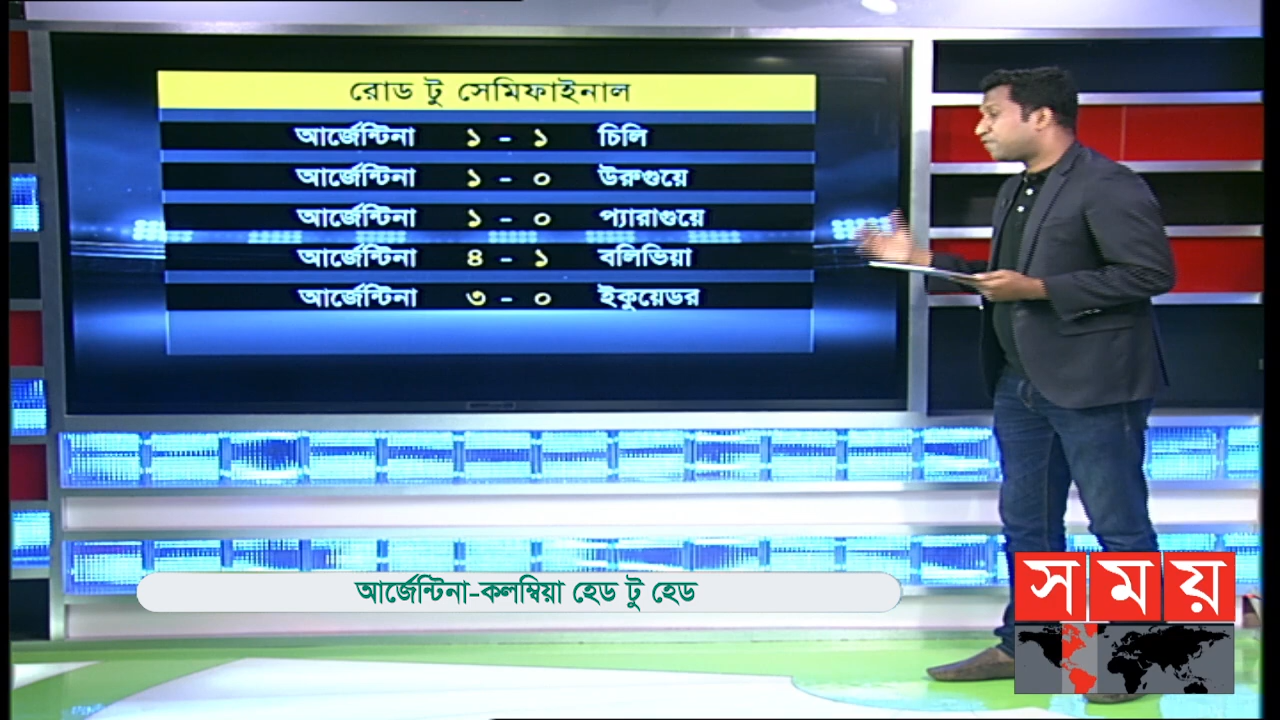 রোড টু সেমিফাইনাল
আর্জেন্টিনা ১ - ১ চিলি
আর্জেন্টিনা ১ - ০ উরুগুয়ে
আর্জেন্টিনা ১ - ০ প্যারাগুয়ে
আর্জেন্টিনা ৪ - ১ বলিভিয়া
আর্জেন্টিনা ৩ - ০ ইকুয়েডর
আর্জেন্টিনা-কলম্বিয়া হেড টু হেড
সময়